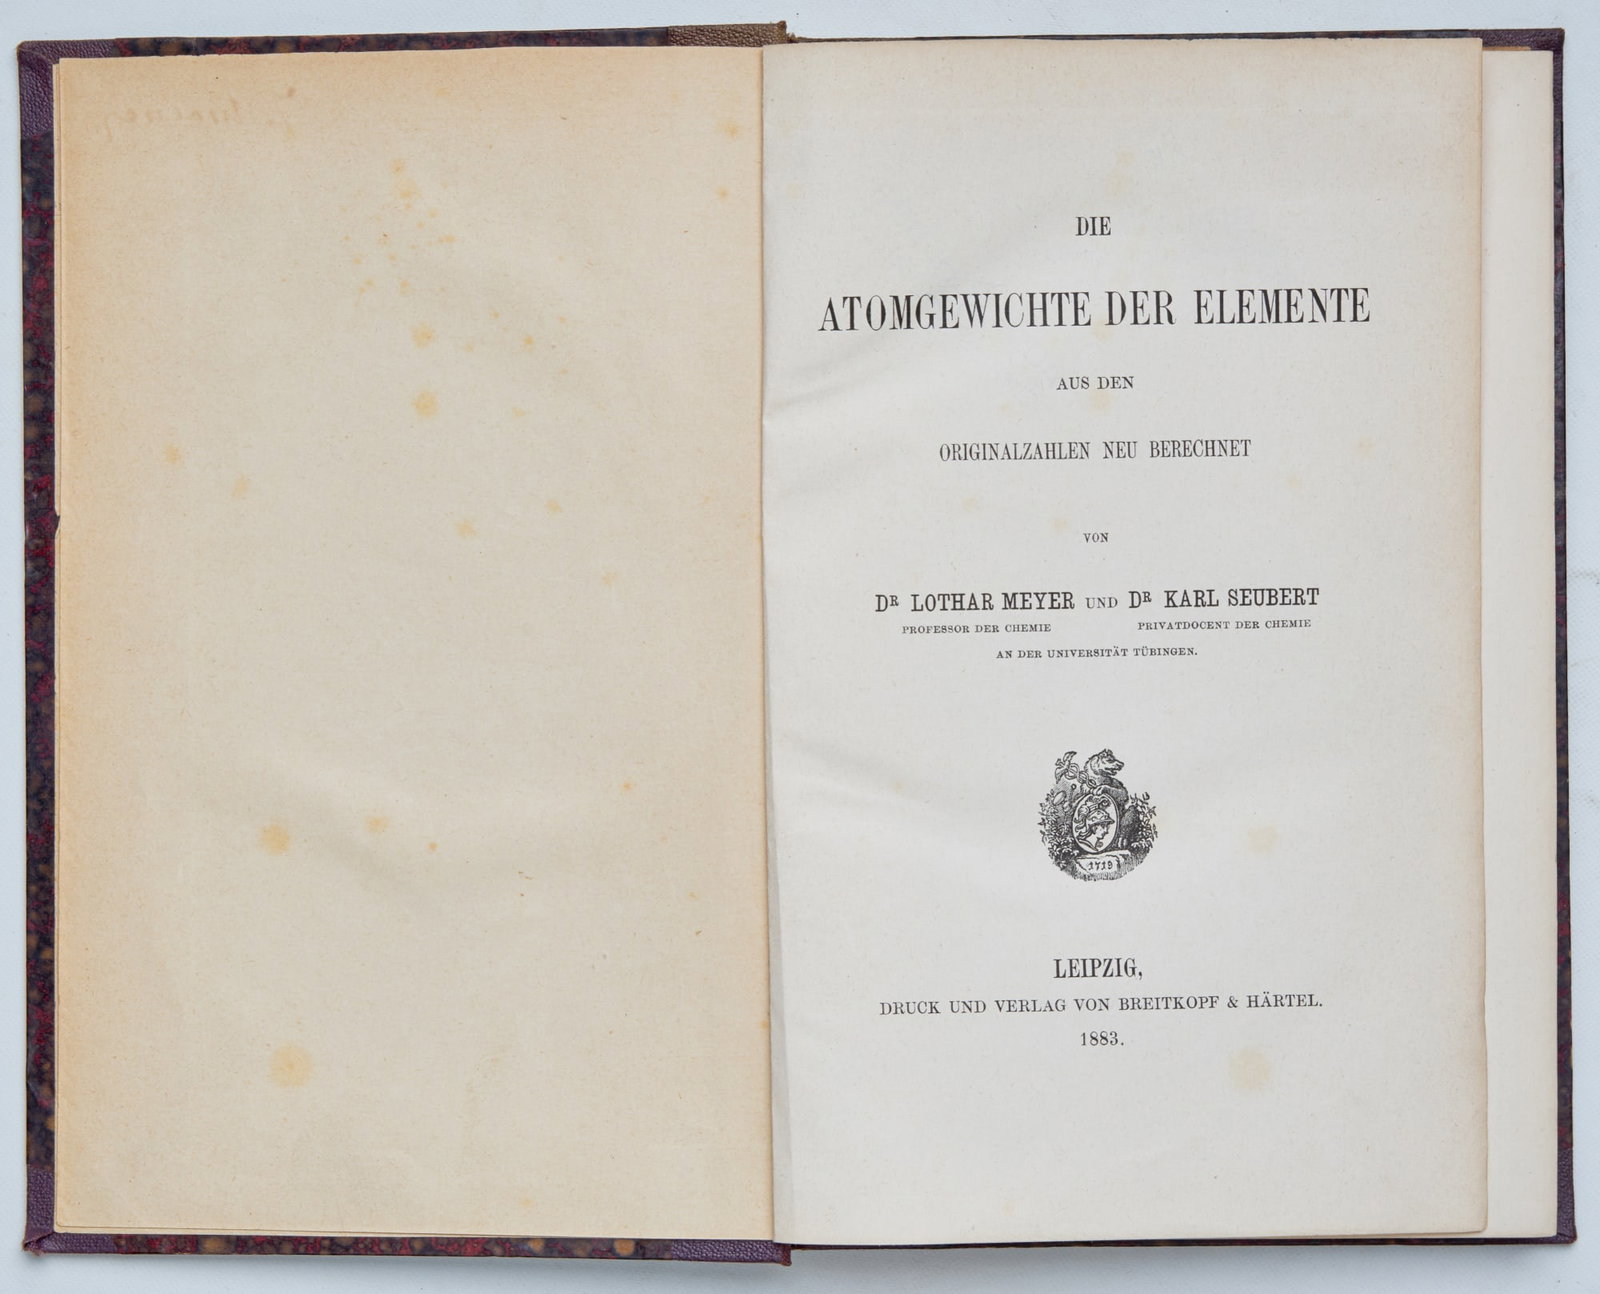 DIE
ATOMGEWICHTE DER ELEMENTE
AUS DEN
ORIGINALZAHLEN NEU BERECHNET
VON
DR LOTHAR MEYER UND DR KARL SEUBERT
PROFESSOR DER CHEMIE PRIVATDOCENT DER CHEMIE
AN DER UNIVERSITÄT TÜBINGEN.
1719
LEIPZIG,
DRUCK UND VERLAG VON BREITKOPF & HÄRTEL.
1883.